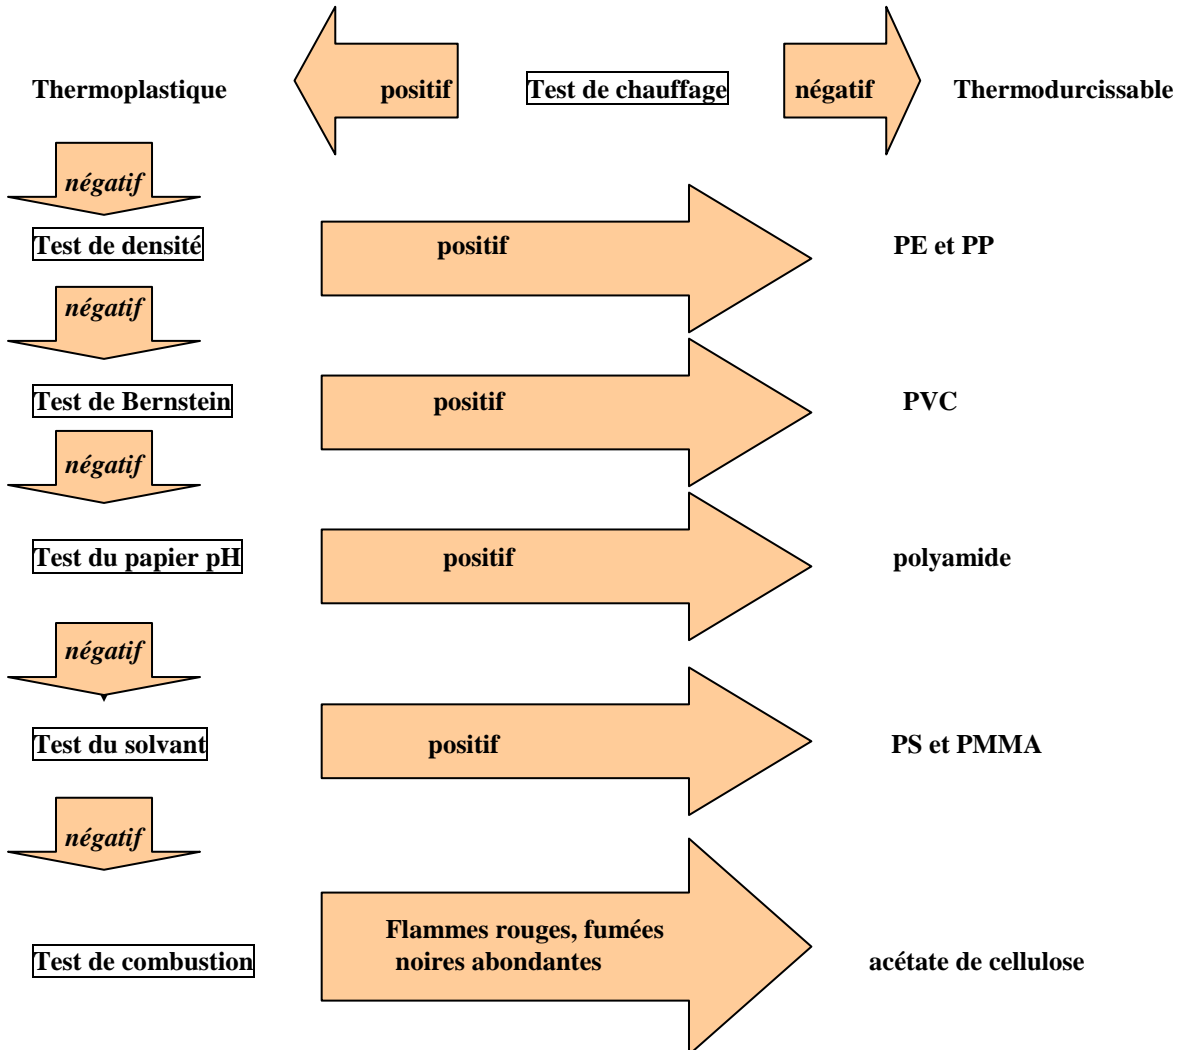 Thermoplastique positif Test de chauffage négatif Thermodurcissable
négatif
Test de densité positif PE et PP
négatif
Test de Bernstein positif PVC
négatif
Test du papier pH positif polyamide
négatif
Test du solvant positif PS et PMMA
négatif
Flammes rouges, fumées
noires abondantes
Test de combustion acétate de cellulose